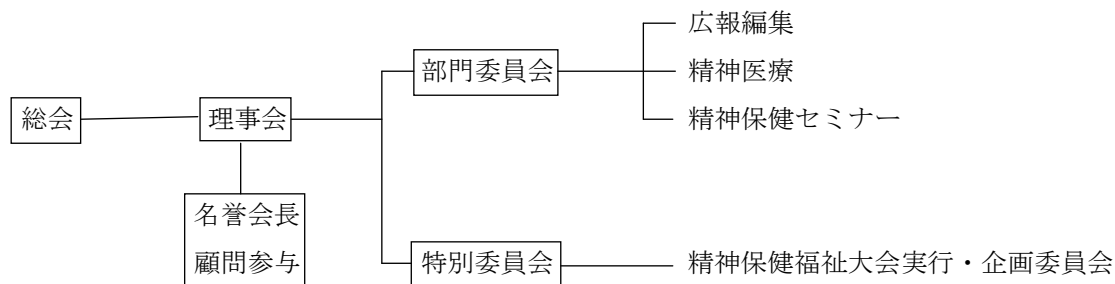 総会
理事会
名誉会長
顧問参与
部門委員会
広報編集
精神医療
精神保健セミナー
特別委員会
精神保健福祉大会実行・企画委員会